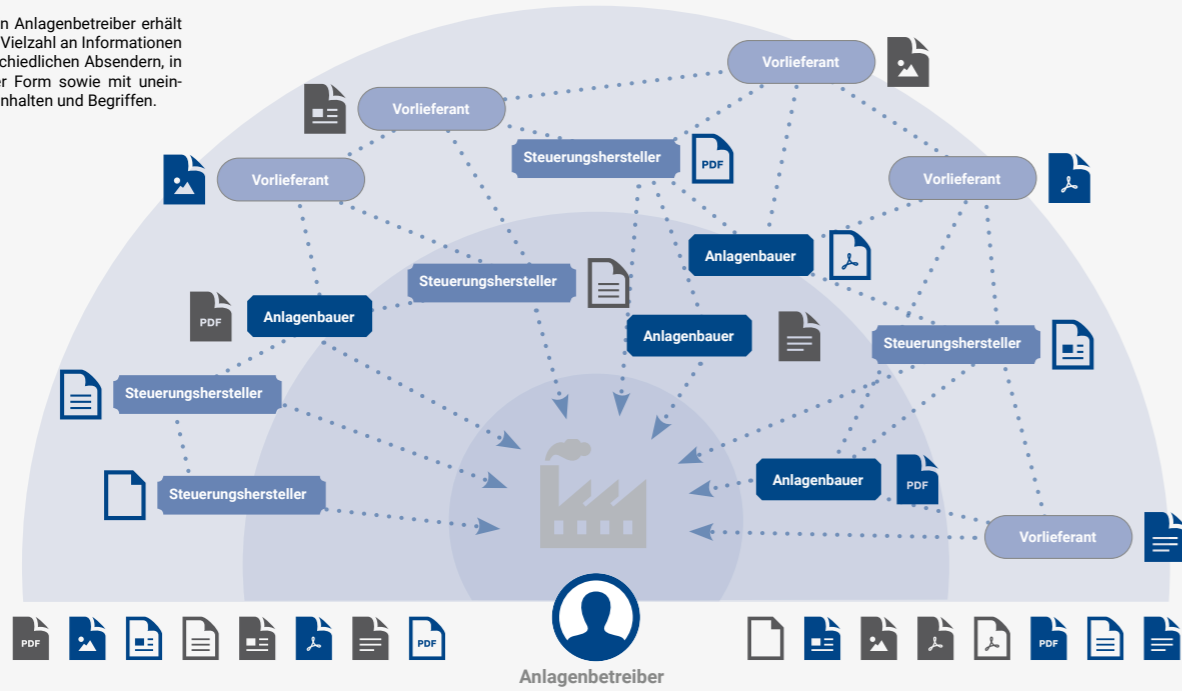 n Anlagenbetreiber erhält
Vielzahl an Informationen
chiedlichen Absendern, in
er Form sowie mit unein-
nhalten und Begriffen.
Vorlieferant
Vorlieferant
Steuerungshersteller
PDF
Vorlieferant
Vorlieferant
Anlagenbauer
Steuerungshersteller
PDF
Anlagenbauer
Anlagenbauer
Steuerungshersteller
Steuerungshersteller
Anlagenbauer
PDF
Steuerungshersteller
Vorlieferant
PDF
PDF
PDF
Anlagenbetreiber